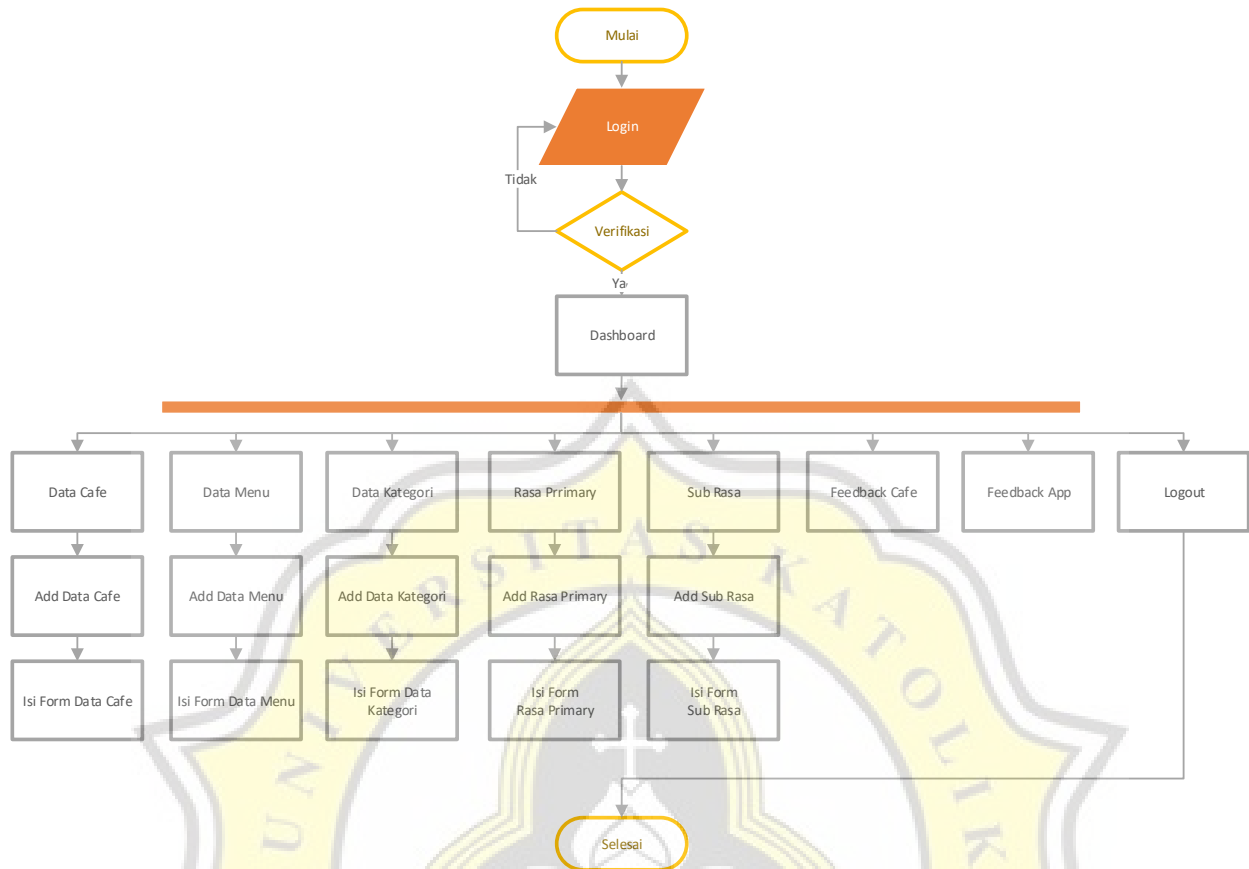 Mulai
Login
Tidak
Verifikasi
Ya
Dashboard
Data Cafe
Data Menu
Data Kategori
Rasa Prrimary
Sub Rasa
Feedback Cafe
Feedback App
Logout
Add Data Cafe
Add Data Menu
Add Data Kategori
Add Rasa Primary
Add Sub Rasa
Isi Form Data Cafe
Isi Form Data Menu
Isi Form Data
Kategori
Isi Form
Rasa Primary
Isi Form
Sub Rasa
Selesai
UNIVERSITAS KATOLIK